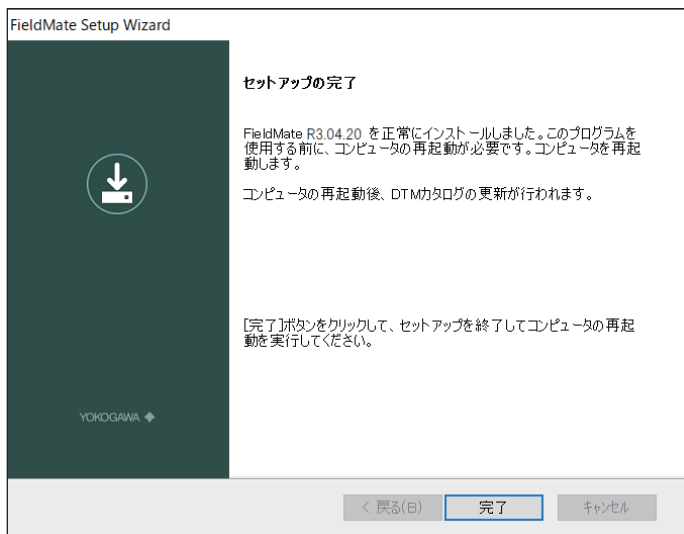 FieldMate Setup Wizard
セットアップの完了
FieldMate R3.04.20 を正常にインストールしました。このプログラムを
使用する前に、コンピュータの再起動が必要です。コンピュータを再起
動します。
コンピュータの再起動後、DTMカタログの更新が行われます。
[完了]ボタンをクリックして、セットアップを終了してコンピュータの再起
動を実行してください。
YOKOGAWA
< 戻る(B)
完了
キャンセル